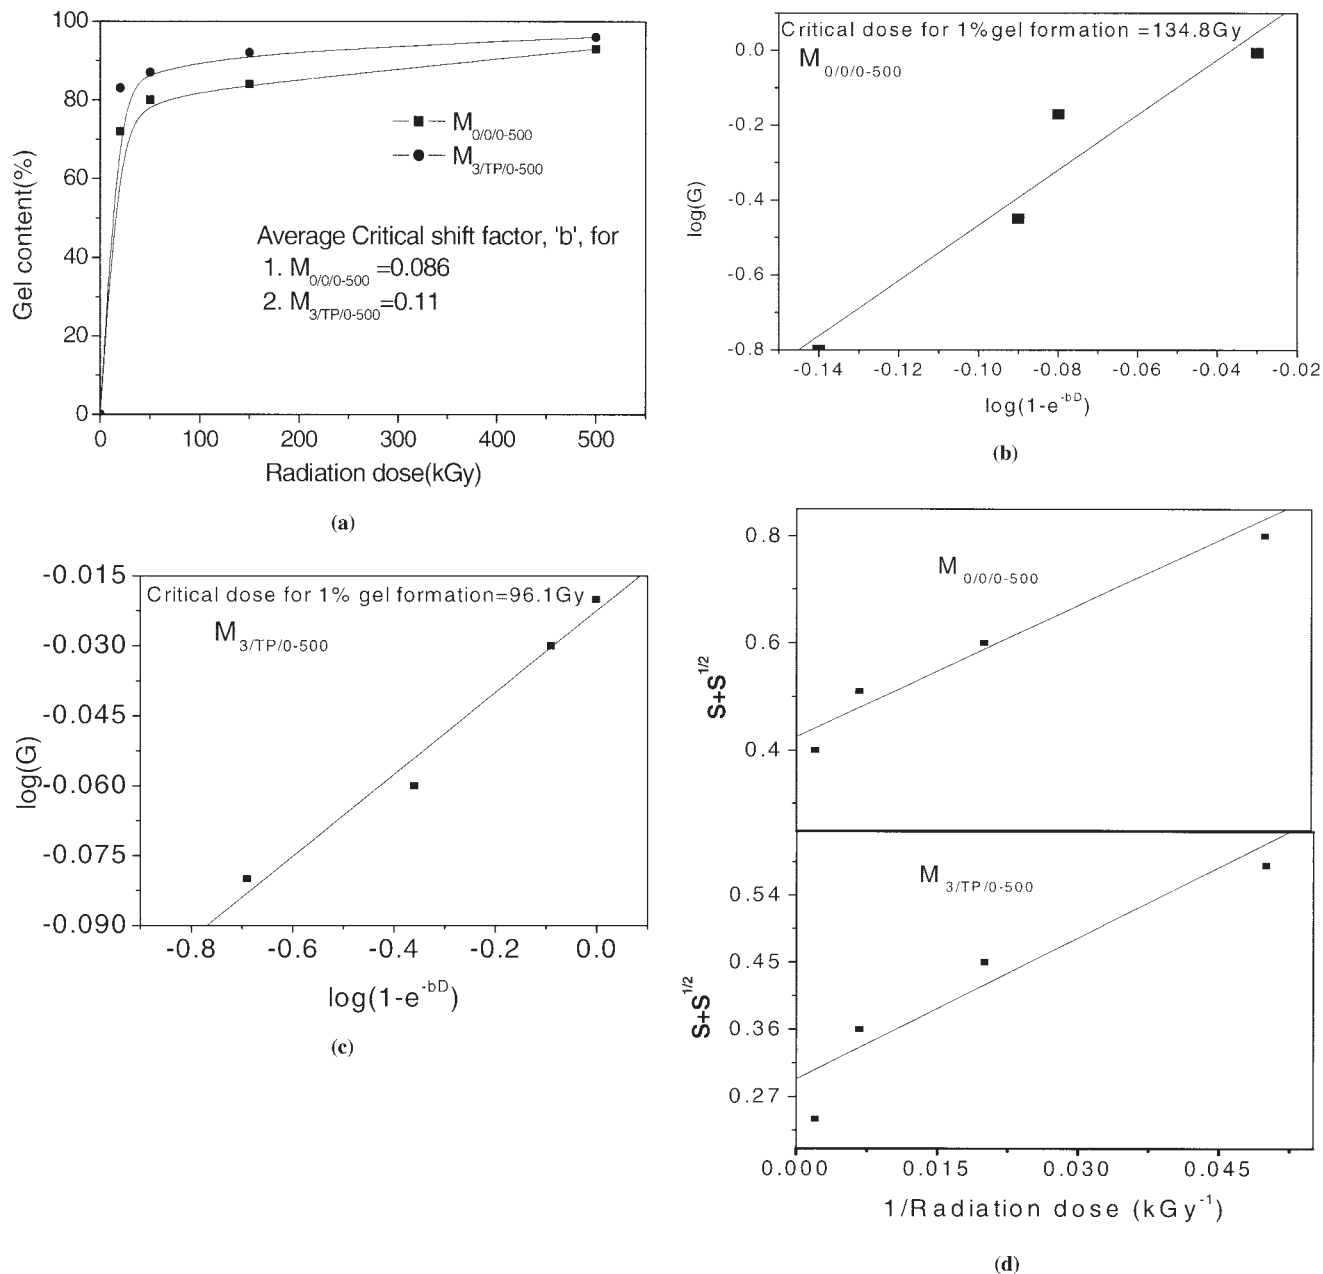 100
80
60
40
20
0
Gel content(%)
M0/0/0-500
M3/TP/0-500
Average Critical shift factor, 'b', for
1. M0/0/0-500 =0.086
2. M3/TP/0-500=0.11
0 100 200 300 400 500
Radiation dose(kGy)
(a)
Critical dose for 1%gel formation =134.8Gy
M0/0/0-500
0.0
-0.2
-0.4
-0.6
-0.8
log(G)
-0.14 -0.12 -0.10 -0.08 -0.06 -0.04 -0.02
log(1-e-bD)
(b)
-0.015
-0.030
-0.045
-0.060
-0.075
-0.090
log(G)
Critical dose for 1% gel formation=96.1Gy
M3/TP/0-500
-0.8 -0.6 -0.4 -0.2 0.0
log(1-e-bD)
(c)
0.8
0.6
0.4
S+S1/2
M0/0/0-500
0.54
0.45
0.36
0.27
S+S1/2
M3/TP/0-500
0.000 0.015 0.030 0.045
1/Radiation dose (kGy-1)
(d)